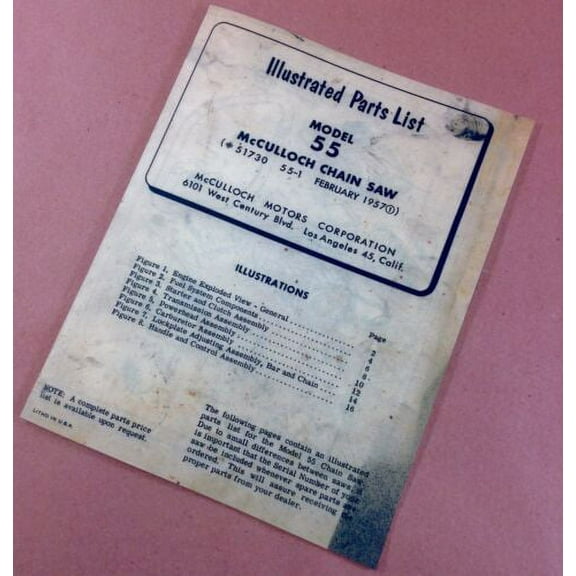 Illustrated Parts List
MODEL
55
McCULLOCH CHAIN SAW
(#51730 55-1 FEBRUARY 1957①)
McCULLOCH MOTORS CORPORATION
6101 West Century Blvd. Los Angeles 45, Calif.
ILLUSTRATIONS
Page
Figure 1. Engine Exploded View - General 2
Figure 2. Fuel System Components 4
Figure 3. Starter and Clutch Assembly 6
Figure 4. Transmission Assembly 8
Figure 5. Powerhead Assembly 10
Figure 6. Carburetor Assembly 12
Figure 7. Lockplate Adjusting Assembly, Bar and Chain 14
Figure 8. Handle and Control Assembly 16
NOTE: A complete parts price
list is available upon request.
LITHO IN U.S.A.
The following pages contain an illustrated
parts list for the Model 55 Chain Saw.
Due to small differences between saws it
is important that the Serial Number of your
saw be included whenever spare parts are
ordered. This will assure receiving the
proper parts from your dealer.